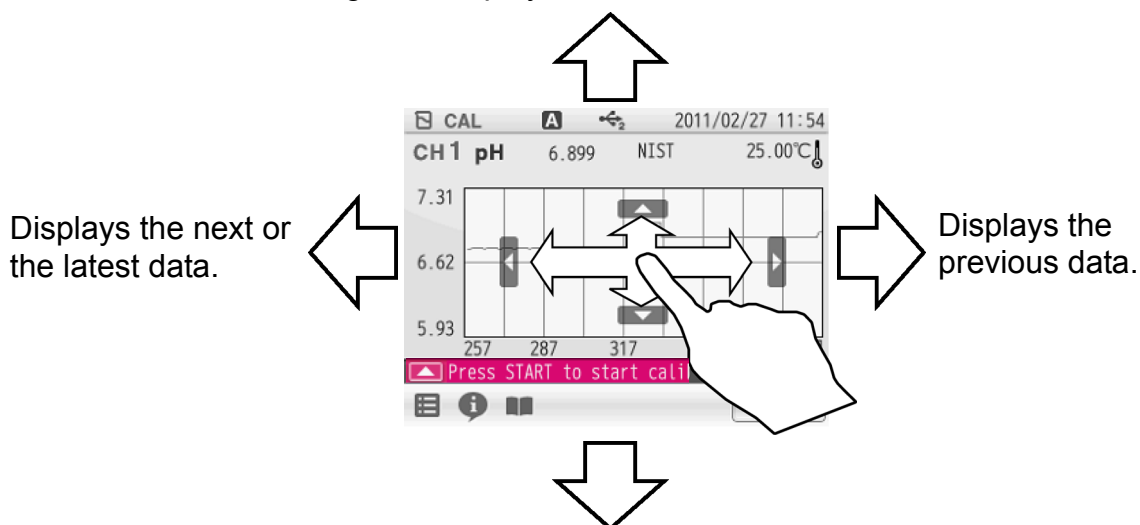 CAL A 2 2011/02/27 11:54
CH1 pH 6.899 NIST 25.00℃
7.31
Displays the next or
the latest data.
Displays the
previous data.
6.62
5.93
257 287 317
Press START to start cali